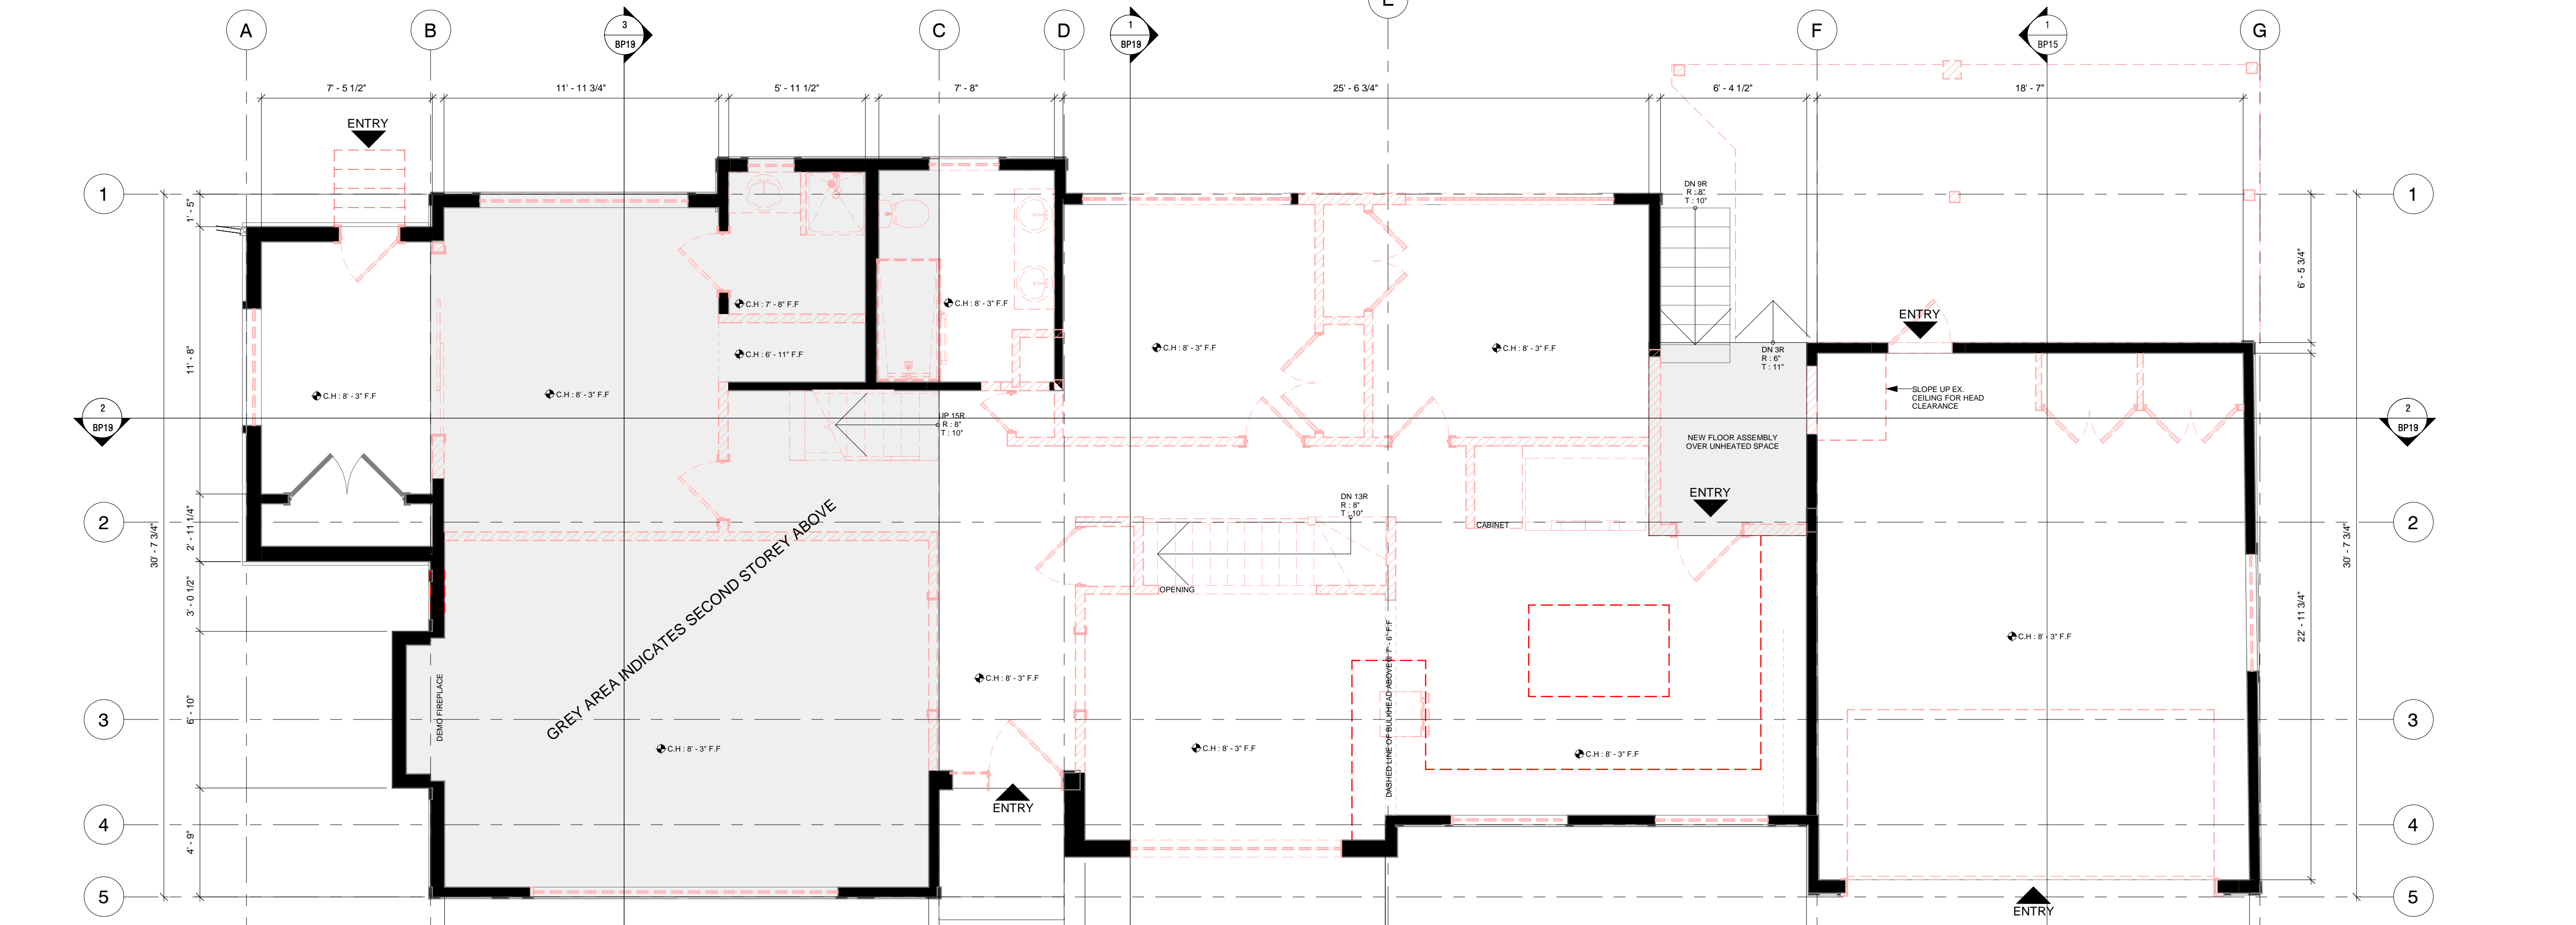 E
A
B
3
BP19
C
D
1
BP19
F
1
BP15
G
7' - 5 1/2"
11' - 11 3/4"
5' - 11 1/2"
7' - 8"
25' - 6 3/4"
6' - 4 1/2"
18' - 7"
ENTRY
1
1
1' - 5"
DN 9R
R : 8"
T : 10"
6' - 5 3/4"
C.H : 7' - 8" F.F
C.H : 8' - 3" F.F
ENTRY
C.H : 6' - 11" F.F
C.H : 8' - 3" F.F
C.H : 8' - 3" F.F
DN 3R
R : 6"
T : 11"
11' - 8"
C.H : 8' - 3" F.F
C.H : 8' - 3" F.F
SLOPE UP EX.
CEILING FOR HEAD
CLEARANCE
2
BP19
UP 15R
R : 8"
T : 10"
2
BP19
NEW FLOOR ASSEMBLY
OVER UNHEATED SPACE
ENTRY
DN 13R
R : 8"
T : 10"
CABINET
2
2
2' - 11 1/4"
30' - 7 3/4"
30' - 7 3/4"
GREY AREA INDICATES SECOND STOREY ABOVE
3' - 0 1/2"
OPENING
22' - 11 3/4"
C.H : 8' - 3" F.F
DASHED LINE OF BULKHEAD ABOVE@ 7' - 6" F.F
C.H : 8' - 3" F.F
DEMO FIREPLACE
6' - 10"
3
3
C.H : 8' - 3" F.F
C.H : 8' - 3" F.F
C.H : 8' - 3" F.F
ENTRY
4
4
4' - 9"
5
5
ENTRY